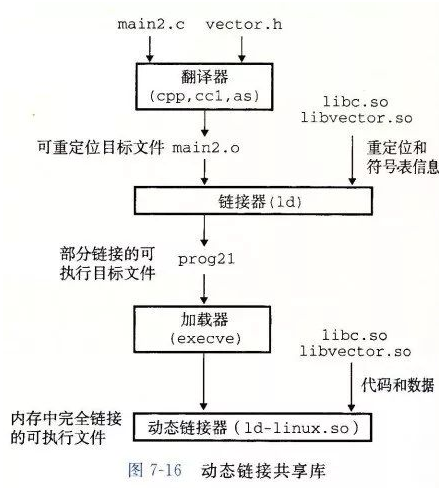 main2.c vector.h
翻译器
(cpp,cc1,as)
libc.so
libvector.so
可重定位目标文件 main2.o
重定位和
符号表信息
链接器(ld)
部分链接的可
执行目标文件
prog21
加载器
(execve)
libc.so
libvector.so
代码和数据
内存中完全链接
的可执行文件
动态链接器(ld-linux.so)
图 7-16 动态链接共享库